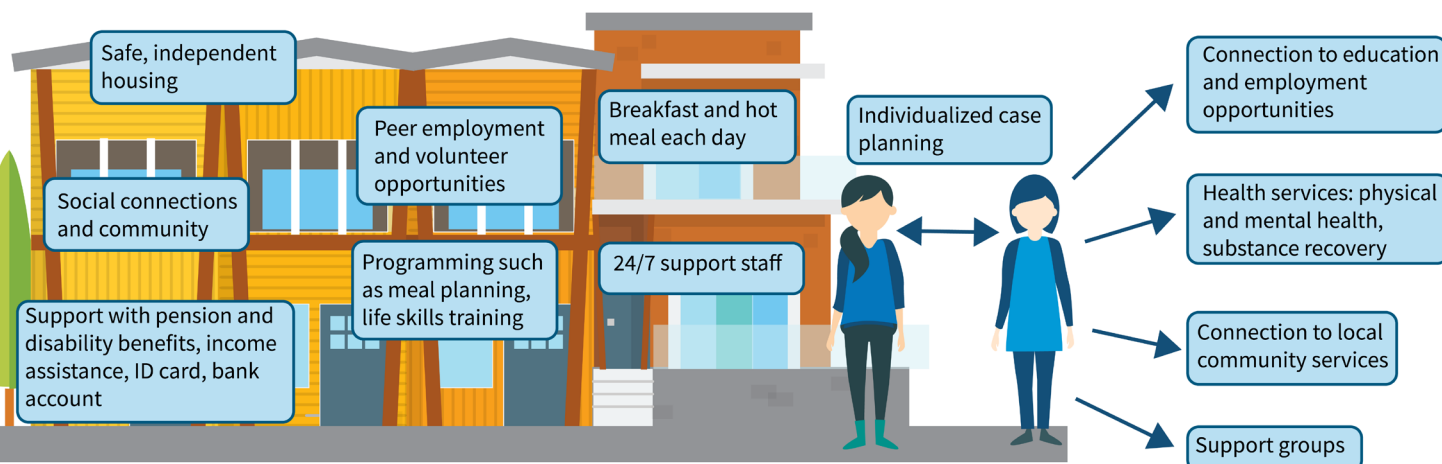 Safe, independent
housing
Peer employment
and volunteer
opportunities
Breakfast and hot
meal each day
Individualized case
planning
Connection to education
and employment
opportunities
Social connections
and community
Programming such
as meal planning,
life skills training
24/7 support staff
Health services: physical
and mental health,
substance recovery
Support with pension and
disability benefits, income
assistance, ID card, bank
account
Connection to local
community services
Support groups